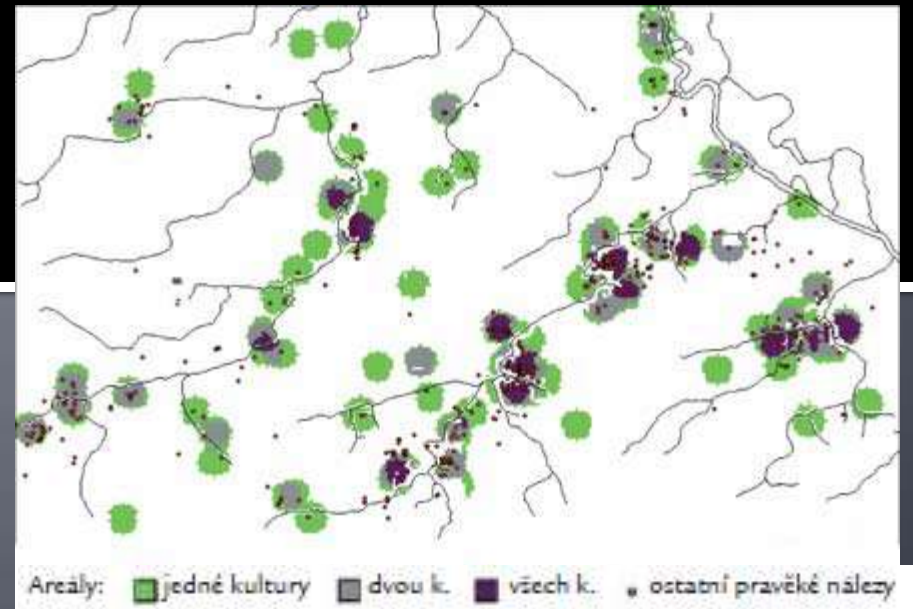 Areály: jedné kultury dvou k. všech k. ostatní pravěké nálezy